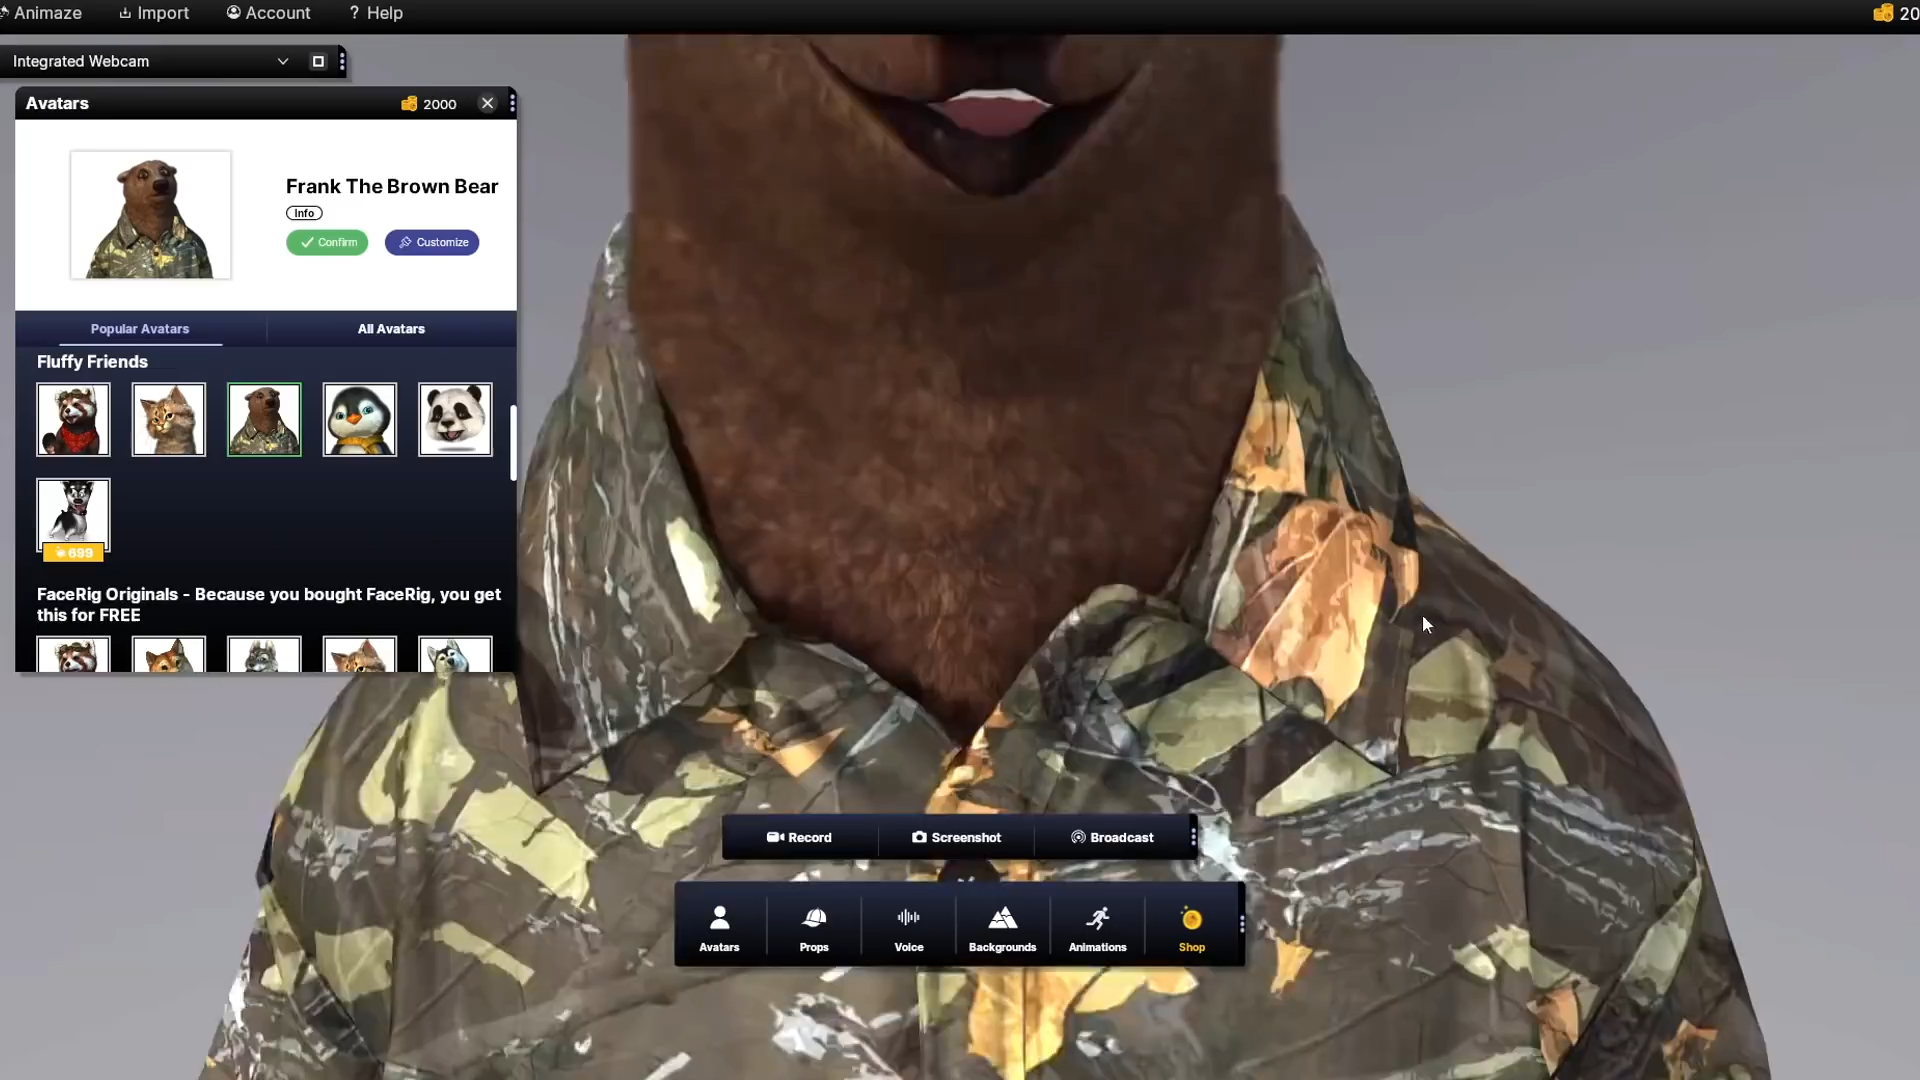 Animaze Import Account ? Help 20
Integrated Webcam
Avatars 2000
Frank The Brown Bear
Info
Confirm Customize
Popular Avatars All Avatars
Fluffy Friends
699
FaceRig Originals - Because you bought FaceRig, you get
this for FREE
Record Screenshot Broadcast
Avatars Props Voice Backgrounds Animations Shop